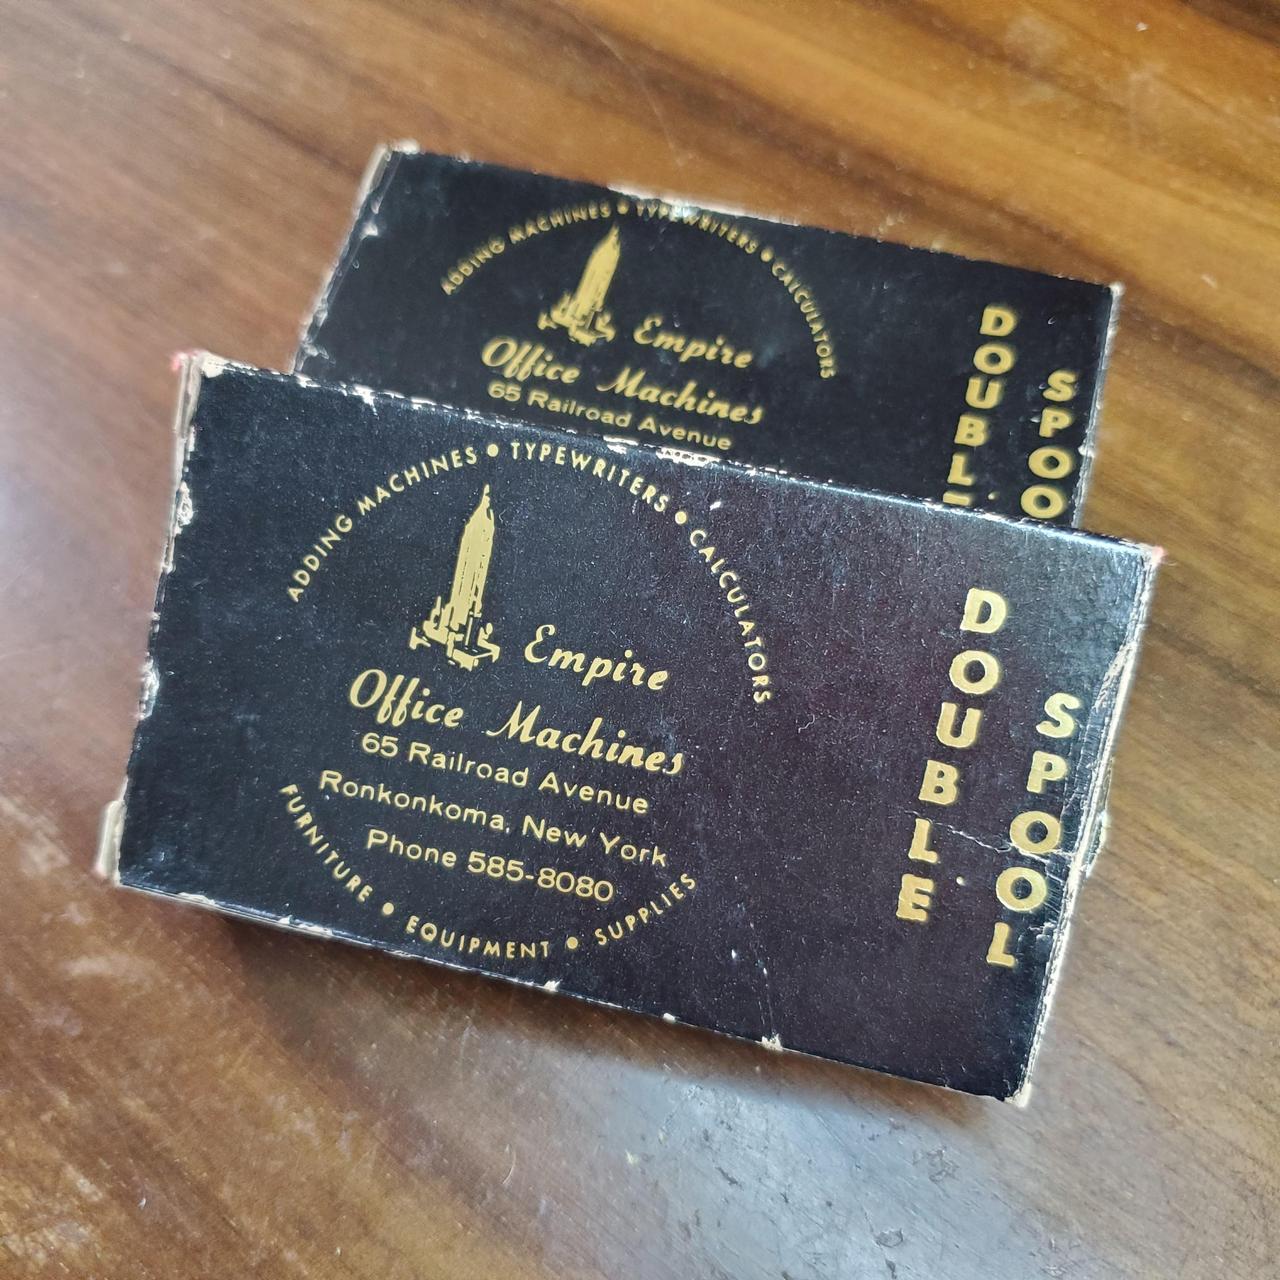 ADDING MACHINES • TYPEWRITERS • CALCULATORS
Empire
Office Machines
65 Railroad Avenue
DOUBLE
SPOO
ADDING MACHINES • TYPEWRITERS • CALCULATORS
Empire
Office Machines
65 Railroad Avenue
Ronkonkoma, New York
Phone 585-8080
FURNITURE • EQUIPMENT • SUPPLIES
DOUBLE
SPOOL